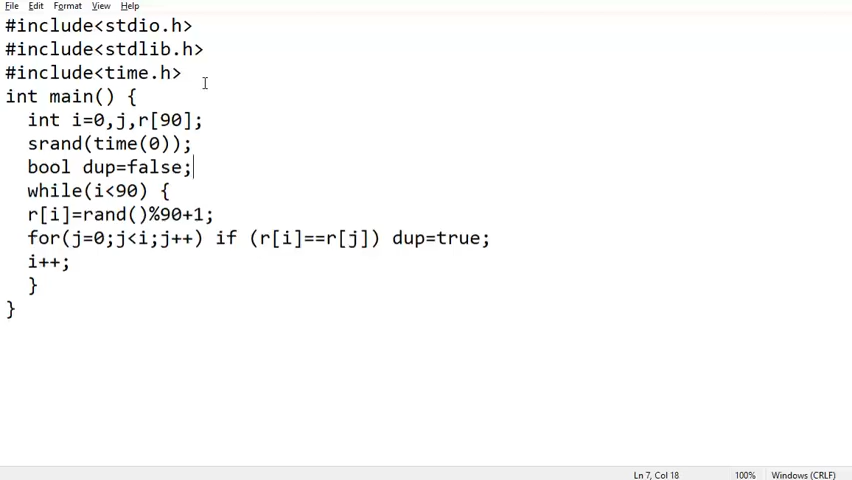 File Edit Format View Help
#include<stdio.h>
#include<stdlib.h>
#include<time.h>
int main() {
  int i=0,j,r[90];
  srand(time(0));
  bool dup=false;
  while(i<90) {
  r[i]=rand()%90+1;
  for(j=0;j<i;j++) if (r[i]==r[j]) dup=true;
  i++;
  }
}
Ln 7, Col 18 100% Windows (CRLF)